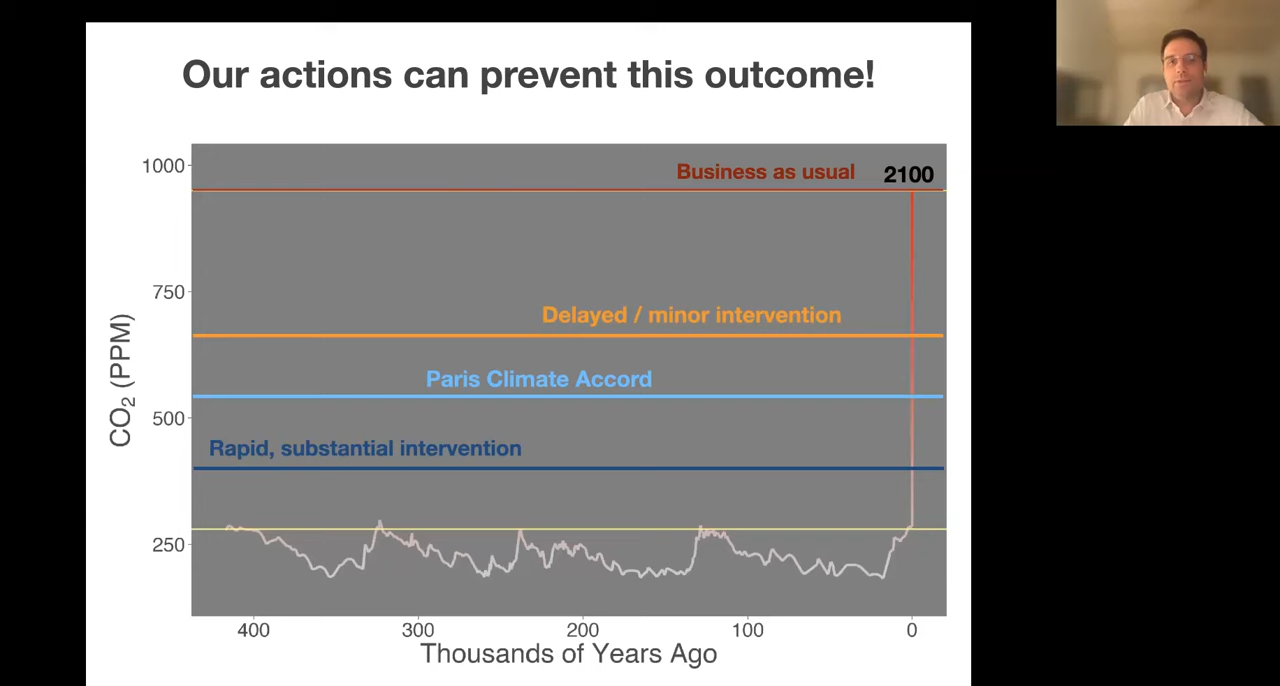 Our actions can prevent this outcome!
1000
Business as usual
2100
750
Delayed / minor intervention
Paris Climate Accord
500
Rapid, substantial intervention
250
CO₂ (PPM)
400
300
200
100
0
Thousands of Years Ago